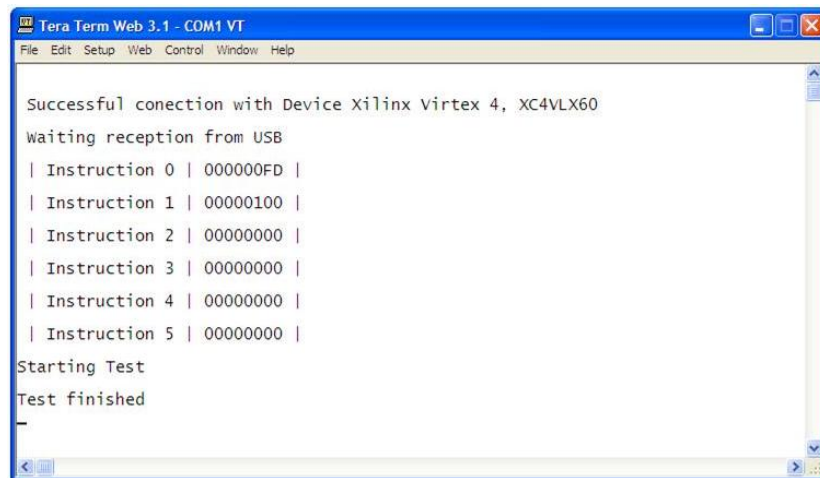 Tera Term Web 3.1 - COM1 VT
File Edit Setup Web Control Window Help
Successful conection with Device Xilinx Virtex 4, XC4VLX60
Waiting reception from USB
| Instruction 0 | 000000FD |
| Instruction 1 | 00000100 |
| Instruction 2 | 00000000 |
| Instruction 3 | 00000000 |
| Instruction 4 | 00000000 |
| Instruction 5 | 00000000 |
Starting Test
Test finished